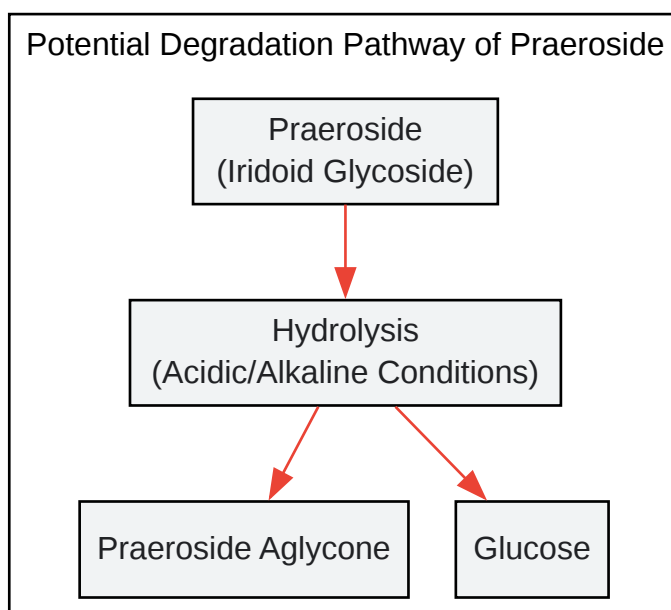 Potential Degradation Pathway of Praeroside
Praeroside
(Iridoid Glycoside)
Hydrolysis
(Acidic/Alkaline Conditions)
Praeroside Aglycone
Glucose